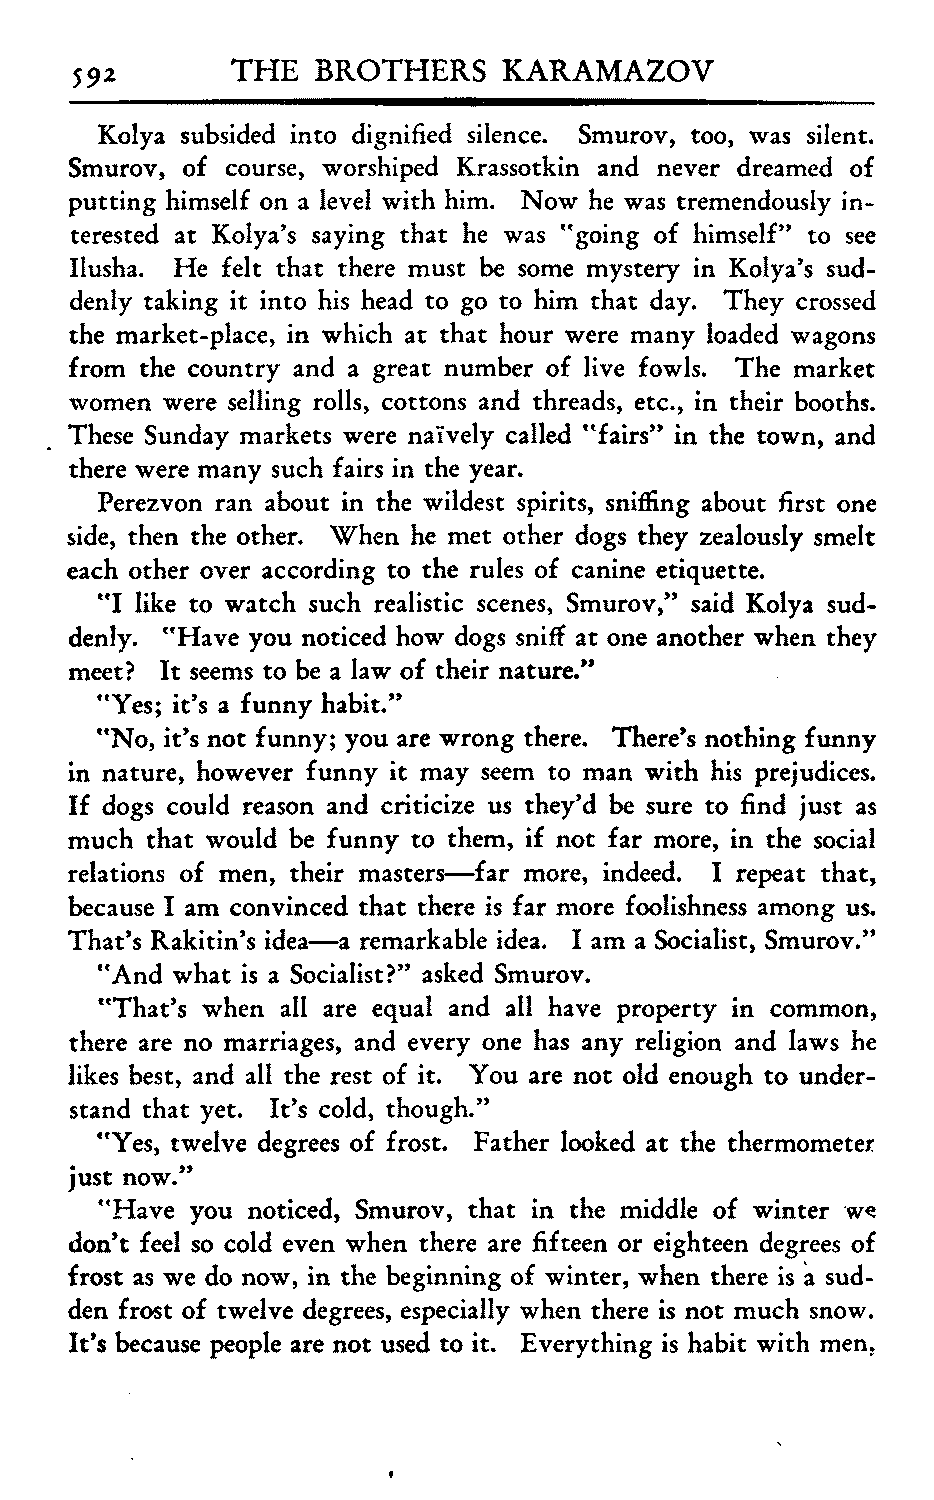 592 THE BROTHERS KARAMAZOV
Kolya subsided into dignified silence. Smurov, too, was silent.
Smurov, of course, worshiped Krassotkin and never dreamed of
putting himself on a level with him. Now he was tremendously in-
terested at Kolya's saying that he was "going of himself" to see
Ilusha. He felt that there must be some mystery in Kolya's sud-
denly taking it into his head to go to him that day. They crossed
the market-place, in which at that hour were many loaded wagons
from the country and a great number of live fowls. The market
women were selling rolls, cottons and threads, etc., in their booths.
These Sunday markets were naïvely called "fairs" in the town, and
there were many such fairs in the year.
Perezvon ran about in the wildest spirits, sniffing about first one
side, then the other. When he met other dogs they zealously smelt
each other over according to the rules of canine etiquette.
"I like to watch such realistic scenes, Smurov," said Kolya sud-
denly. "Have you noticed how dogs sniff at one another when they
meet? It seems to be a law of their nature."
"Yes; it's a funny habit."
"No, it's not funny; you are wrong there. There's nothing funny
in nature, however funny it may seem to man with his prejudices.
If dogs could reason and criticize us they'd be sure to find just as
much that would be funny to them, if not far more, in the social
relations of men, their masters—far more, indeed. I repeat that,
because I am convinced that there is far more foolishness among us.
That's Rakitin's idea—a remarkable idea. I am a Socialist, Smurov."
"And what is a Socialist?" asked Smurov.
"That's when all are equal and all have property in common,
there are no marriages, and every one has any religion and laws he
likes best, and all the rest of it. You are not old enough to under-
stand that yet. It's cold, though."
"Yes, twelve degrees of frost. Father looked at the thermometer
just now."
"Have you noticed, Smurov, that in the middle of winter we
don't feel so cold even when there are fifteen or eighteen degrees of
frost as we do now, in the beginning of winter, when there is a sud-
den frost of twelve degrees, especially when there is not much snow.
It's because people are not used to it. Everything is habit with men,